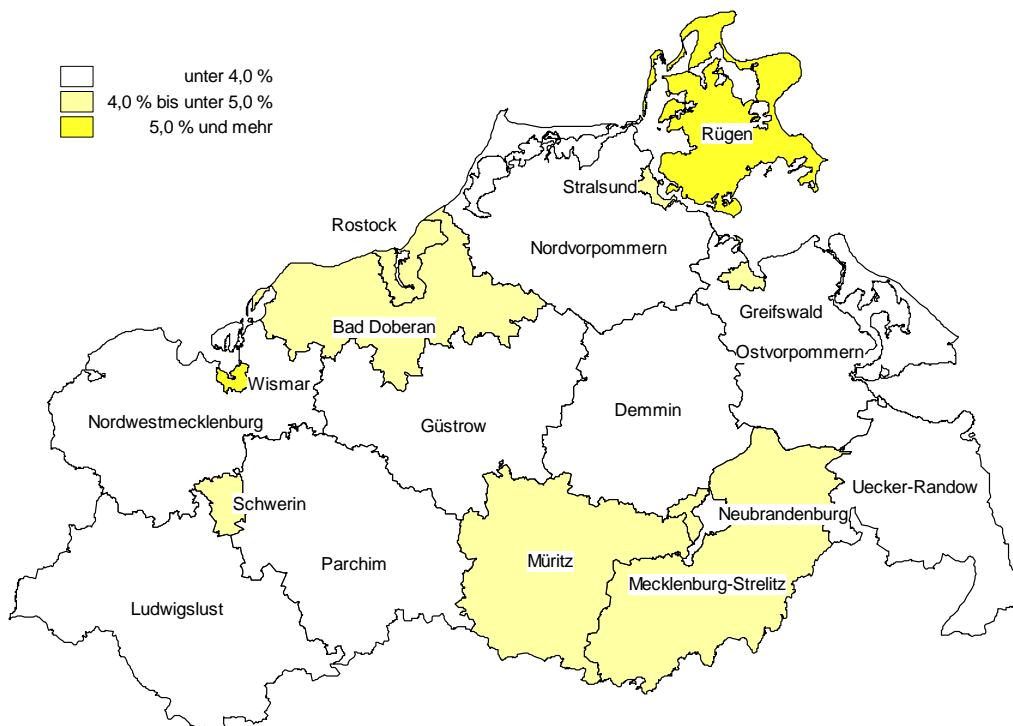 unter 4,0 %
4,0 % bis unter 5,0 %
5,0 % und mehr
Rügen
Stralsund
Rostock
Nordvorpommern
Greifswald
Bad Doberan
Ostvorpommern
Wismar
Demmin
Nordwestmecklenburg
Güstrow
Uecker-Randow
Schwerin
Neubrandenburg
Parchim
Müritz
Mecklenburg-Strelitz
Ludwigslust